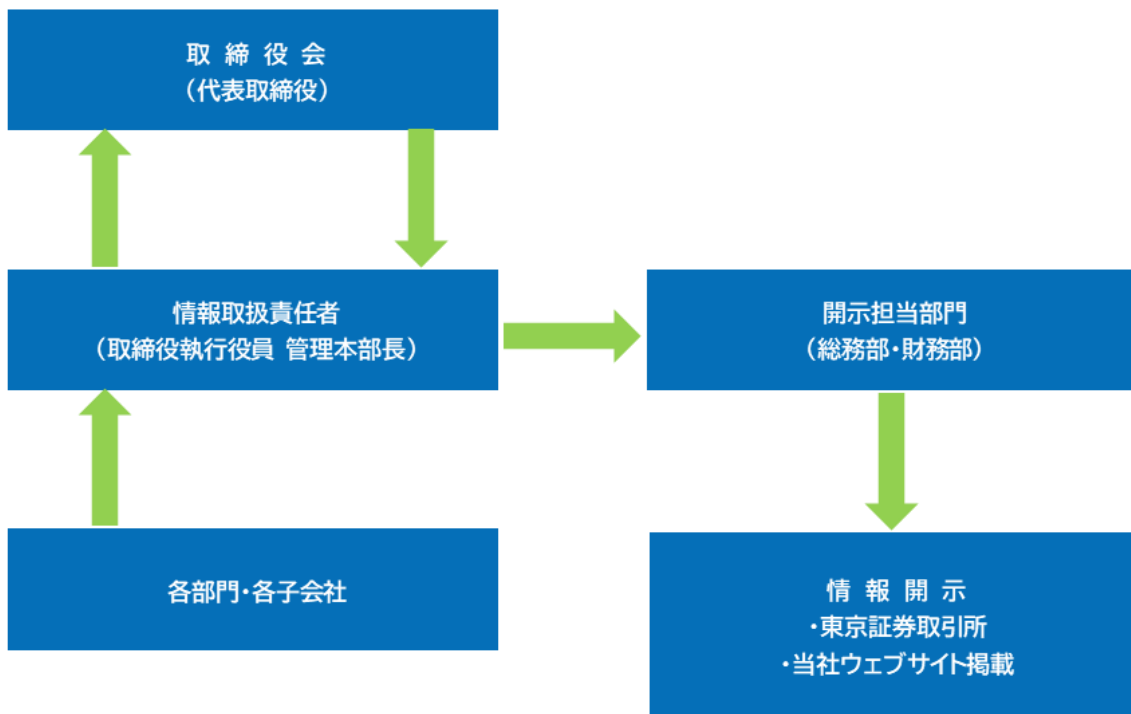 取 締 役 会
（代表取締役）
情報取扱責任者
（取締役執行役員 管理本部長）
開示担当部門
（総務部・財務部）
各部門・各子会社
情 報 開 示
・東京証券取引所
・当社ウェブサイト掲載